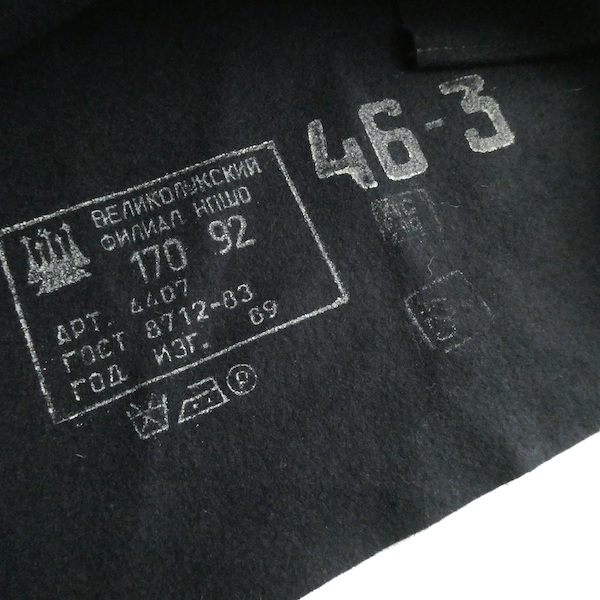 46-3
ВЕЛИКОЛУКСКИЙ
ФИЛИАЛ НПШО
170 92
АРТ. 4407
ГОСТ 8712-83
ГОД ИЗГ. 89
Р